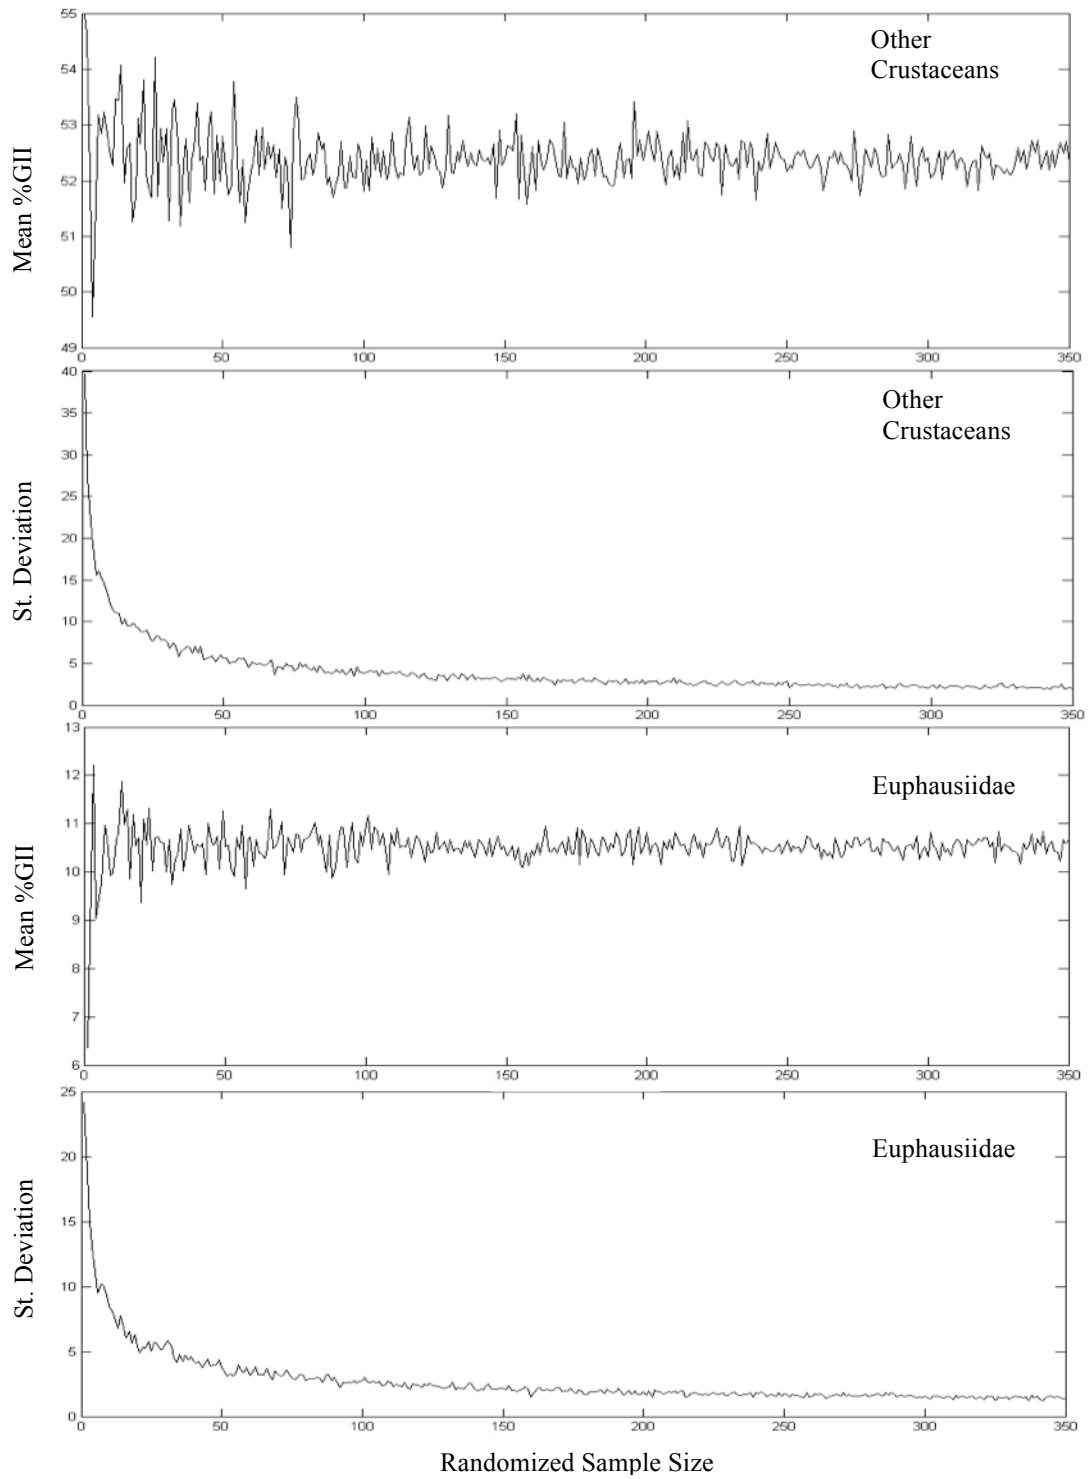 55
54
53
52
51
50
49
Mean %GII
Other
Crustaceans
0 50 100 150 200 250 300 350
40
35
30
25
20
15
10
5
0
St. Deviation
Other
Crustaceans
0 50 100 150 200 250 300 350
13
12
11
10
9
8
7
6
Mean %GII
Euphausiidae
0 50 100 150 200 250 300 350
25
20
15
10
5
0
St. Deviation
Euphausiidae
0 50 100 150 200 250 300 350
Randomized Sample Size